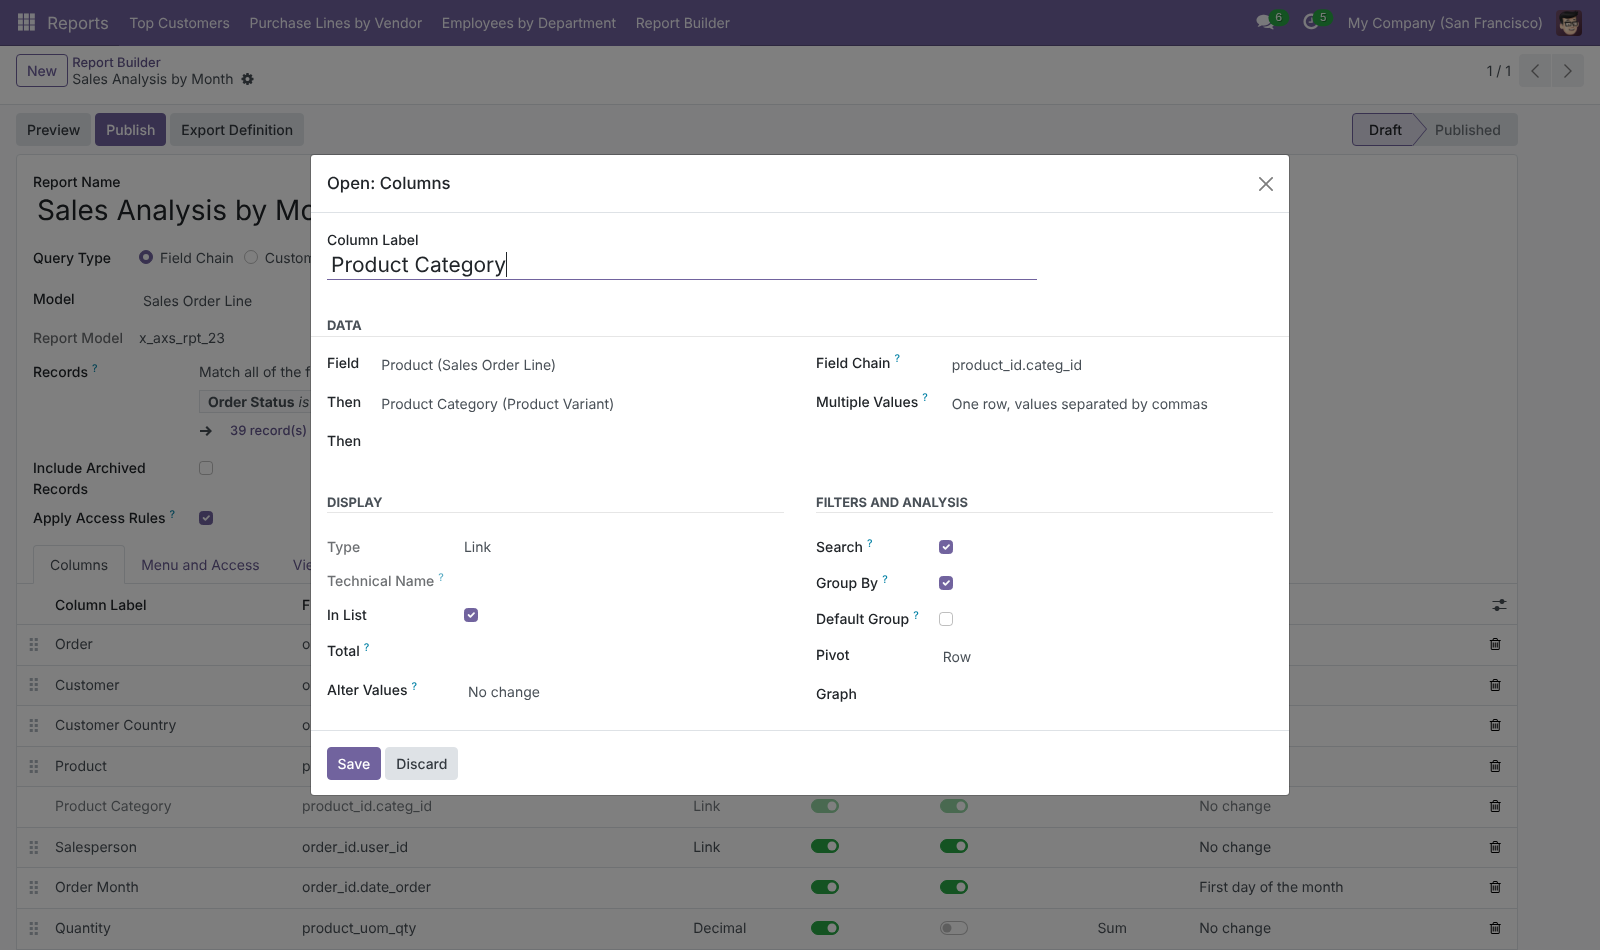 Reports Top Customers Purchase Lines by Vendor Employees by Department Report Builder 6 5 My Company (San Francisco)
New Report Builder
Sales Analysis by Month 1 / 1
Preview Publish Export Definition Draft Published
Report Name
Sales Analysis by Mo
Query Type Field Chain Custom
Model Sales Order Line
Report Model x_axs_rpt_23
Records ? Match all of the f
Order Status is
39 record(s)
Include Archived
Records
Apply Access Rules ?
Columns Menu and Access Vie
Column Label F
Order o
Customer o
Customer Country o
Product p
Product Category product_id.categ_id Link No change
Salesperson order_id.user_id Link No change
Order Month order_id.date_order First day of the month
Quantity product_uom_qty Decimal Sum No change
Open: Columns
Column Label
Product Category
DATA
Field Product (Sales Order Line) Field Chain ? product_id.categ_id
Then Product Category (Product Variant) Multiple Values ? One row, values separated by commas
Then
DISPLAY FILTERS AND ANALYSIS
Type Link Search ?
Technical Name ? Group By ?
In List Default Group ?
Total ? Pivot Row
Alter Values ? No change Graph
Save Discard